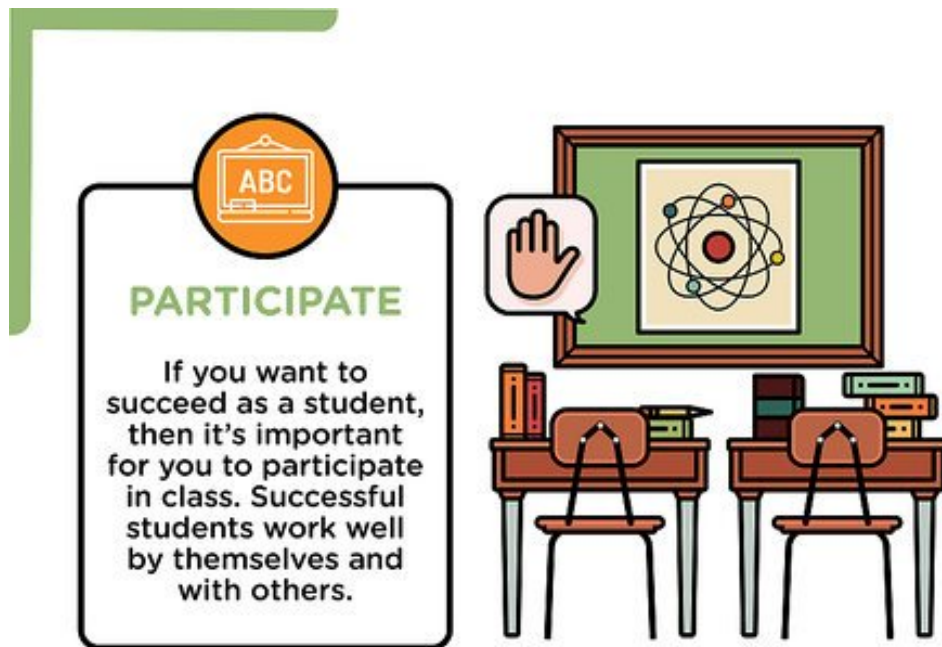 ABC
PARTICIPATE
If you want to
succeed as a student,
then it's important
for you to participate
in class. Successful
students work well
by themselves and
with others.